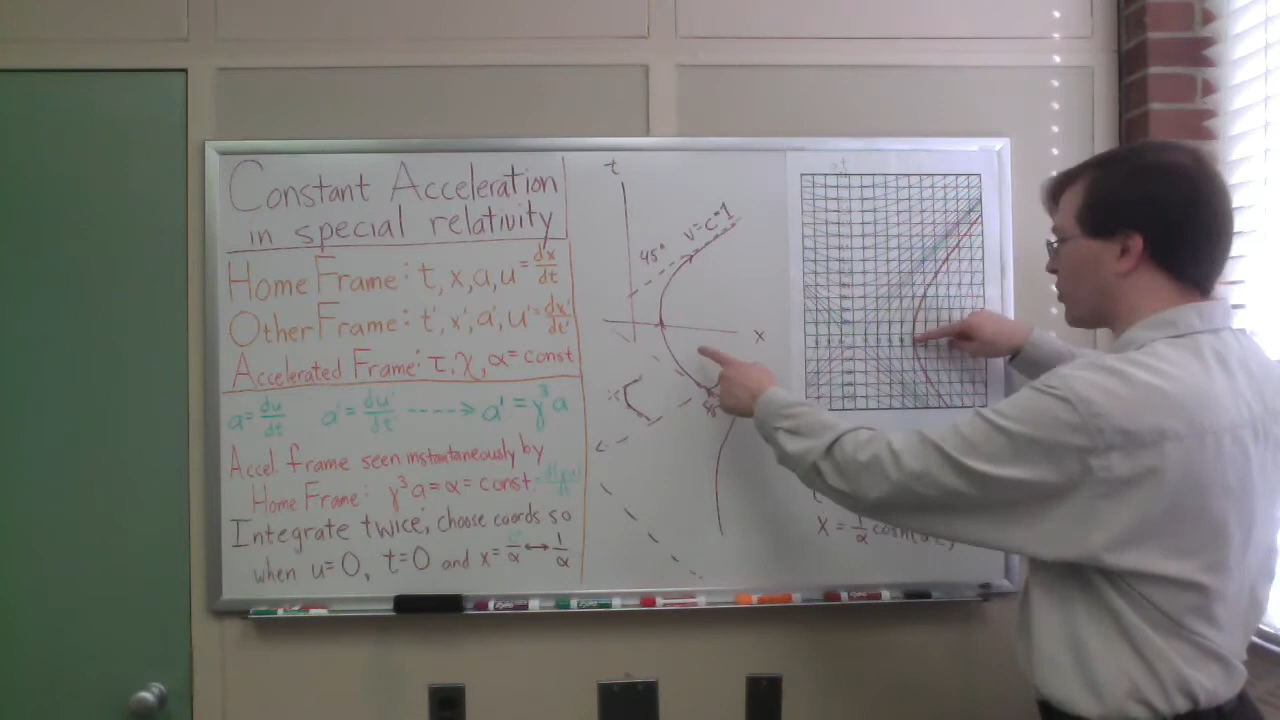 Constant Acceleration
in special relativity
Home Frame: t, x, a, u = dx/dt
Other Frame: t', x', a', u' = dx'/dt'
Accelerated Frame: τ, χ, α = const
a = du/dt a' = du'/dt' ----> a' = γ³a
Accel frame seen instantaneously by
Home Frame: γ³a = α = const.
Integrate twice, choose coords so
when u=0, t=0 and x = /α ↔ 1/α
t
45°
v=c=1
x
x = 1/α cosh(